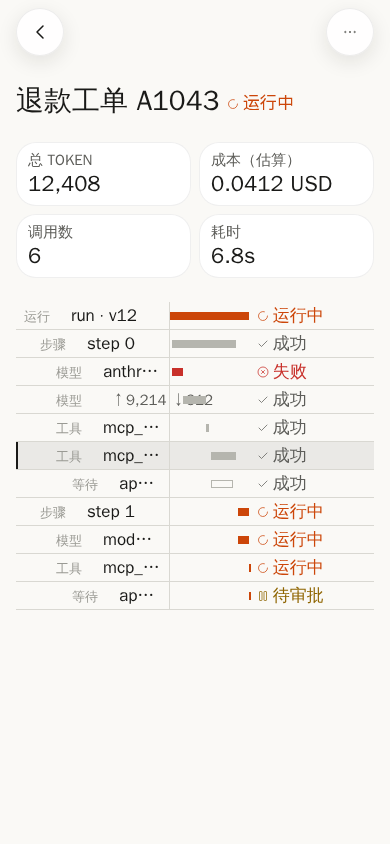 退款工单 A1043 运行中
总 TOKEN
12,408
成本（估算）
0.0412 USD
调用数
6
耗时
6.8s
运行 run · v12 运行中
步骤 step 0 成功
模型 anthr··· 失败
模型 ↑9,214 ↓ 成功
工具 mcp_··· 成功
工具 mcp_··· 成功
等待 ap··· 成功
步骤 step 1 运行中
模型 mod··· 运行中
工具 mcp_··· 运行中
等待 ap··· 待审批